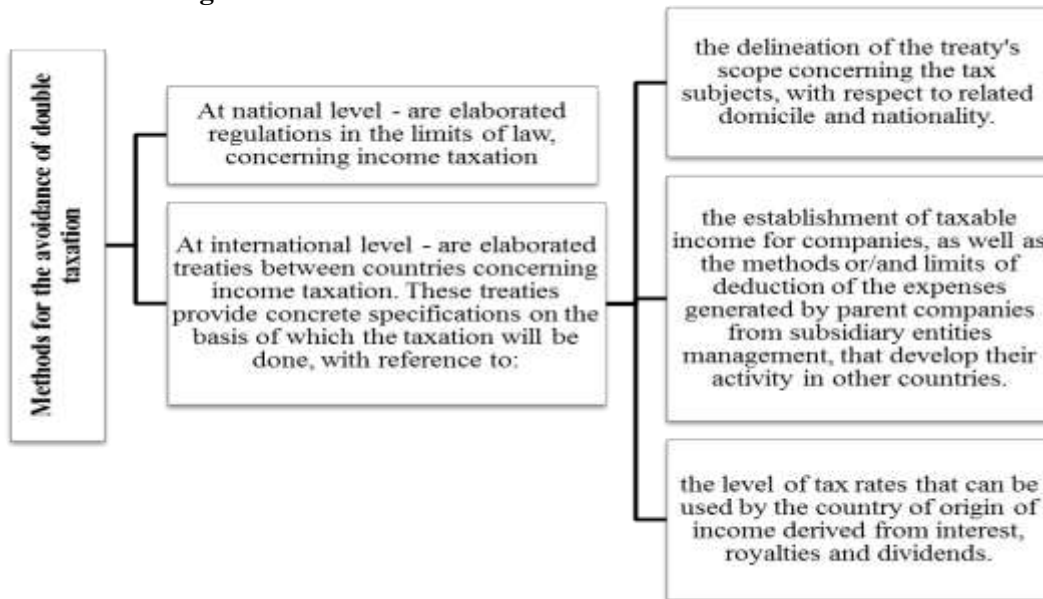 Methods for the avoidance of double
taxation
At national level - are elaborated
regulations in the limits of law,
concerning income taxation
At international level - are elaborated
treaties between countries concerning
income taxation. These treaties
provide concrete specifications on the
basis of which the taxation will be
done, with reference to:
the delineation of the treaty's
scope concerning the tax
subjects, with respect to related
domicile and nationality.
the establishment of taxable
income for companies, as well as
the methods or/and limits of
deduction of the expenses
generated by parent companies
from subsidiary entities
management, that develop their
activity in other countries.
the level of tax rates that can be
used by the country of origin of
income derived from interest,
royalties and dividends.